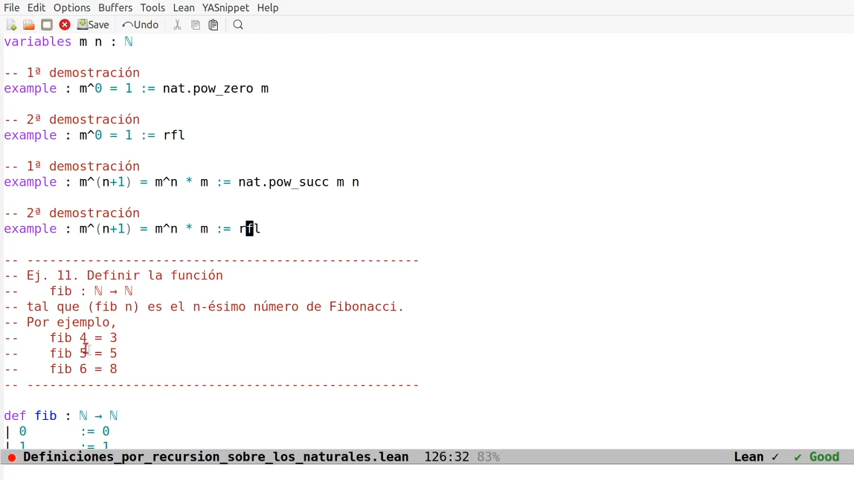 File Edit Options Buffers Tools Lean YASnippet Help
Save Undo
variables m n : ℕ
-- 1ª demostración
example : m^0 = 1 := nat.pow_zero m
-- 2ª demostración
example : m^0 = 1 := rfl
-- 1ª demostración
example : m^(n+1) = m^n * m := nat.pow_succ m n
-- 2ª demostración
example : m^(n+1) = m^n * m := rfl
-- --------------------------------------------------
-- Ej. 11. Definir la función
--    fib : ℕ → ℕ
-- tal que (fib n) es el n-ésimo número de Fibonacci.
-- Por ejemplo,
--    fib 4 = 3
--    fib 5 = 5
--    fib 6 = 8
-- --------------------------------------------------
def fib : ℕ → ℕ
| 0       := 0
| 1       := 1
Definiciones_por_recursion_sobre_los_naturales.lean 126:32 83% Lean ✓ ✔ Good